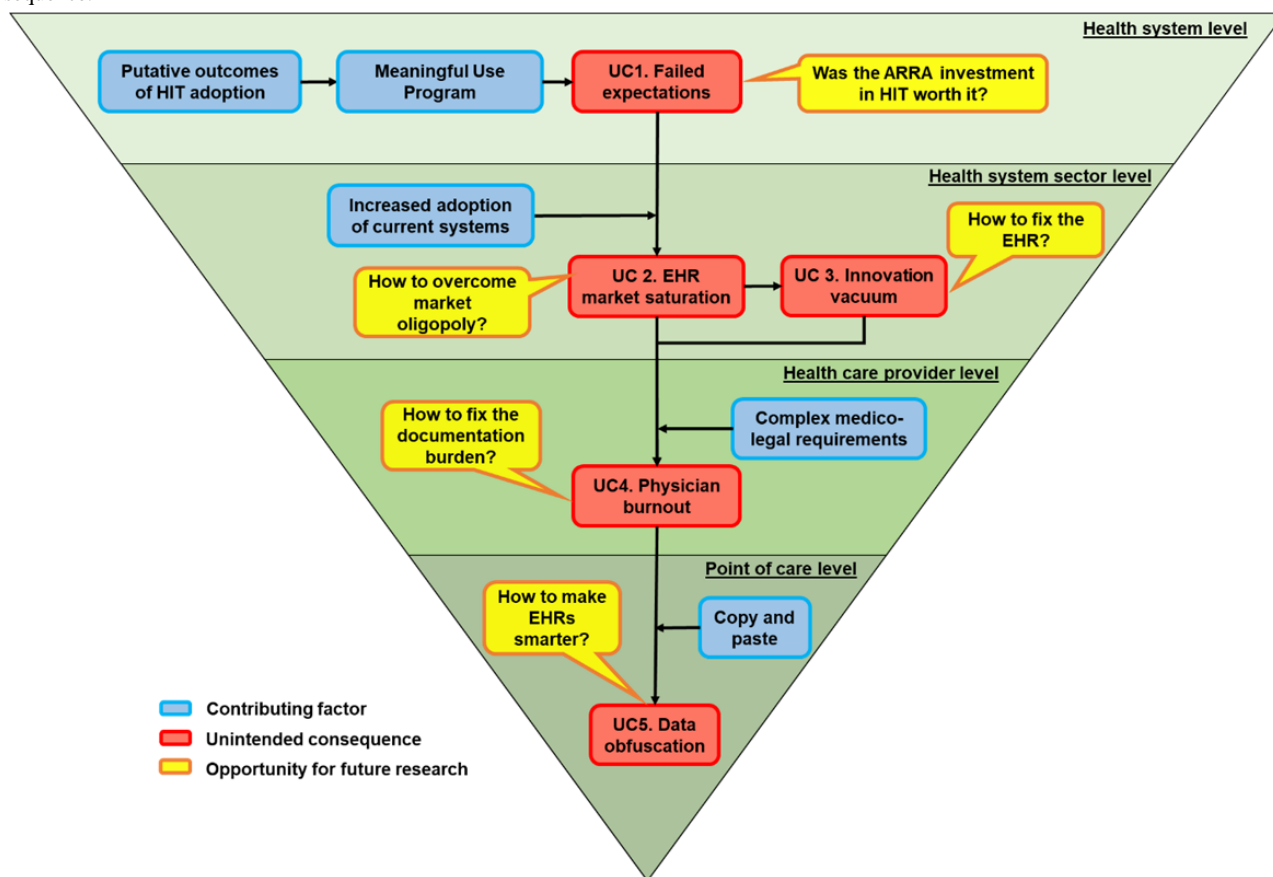 Health system level
Putative outcomes
of HIT adoption
Meaningful Use
Program
UC1. Failed
expectations
Was the ARRA investment
in HIT worth it?
Health system sector level
Increased adoption
of current systems
How to fix the
EHR?
How to overcome
market
oligopoly?
UC 2. EHR
market saturation
UC 3. Innovation
vacuum
Health care provider level
How to fix the
documentation
burden?
Complex medico-
legal requirements
UC4. Physician
burnout
Point of care level
How to make
EHRs
smarter?
Copy and
paste
UC5. Data
obfuscation
Contributing factor
Unintended consequence
Opportunity for future research